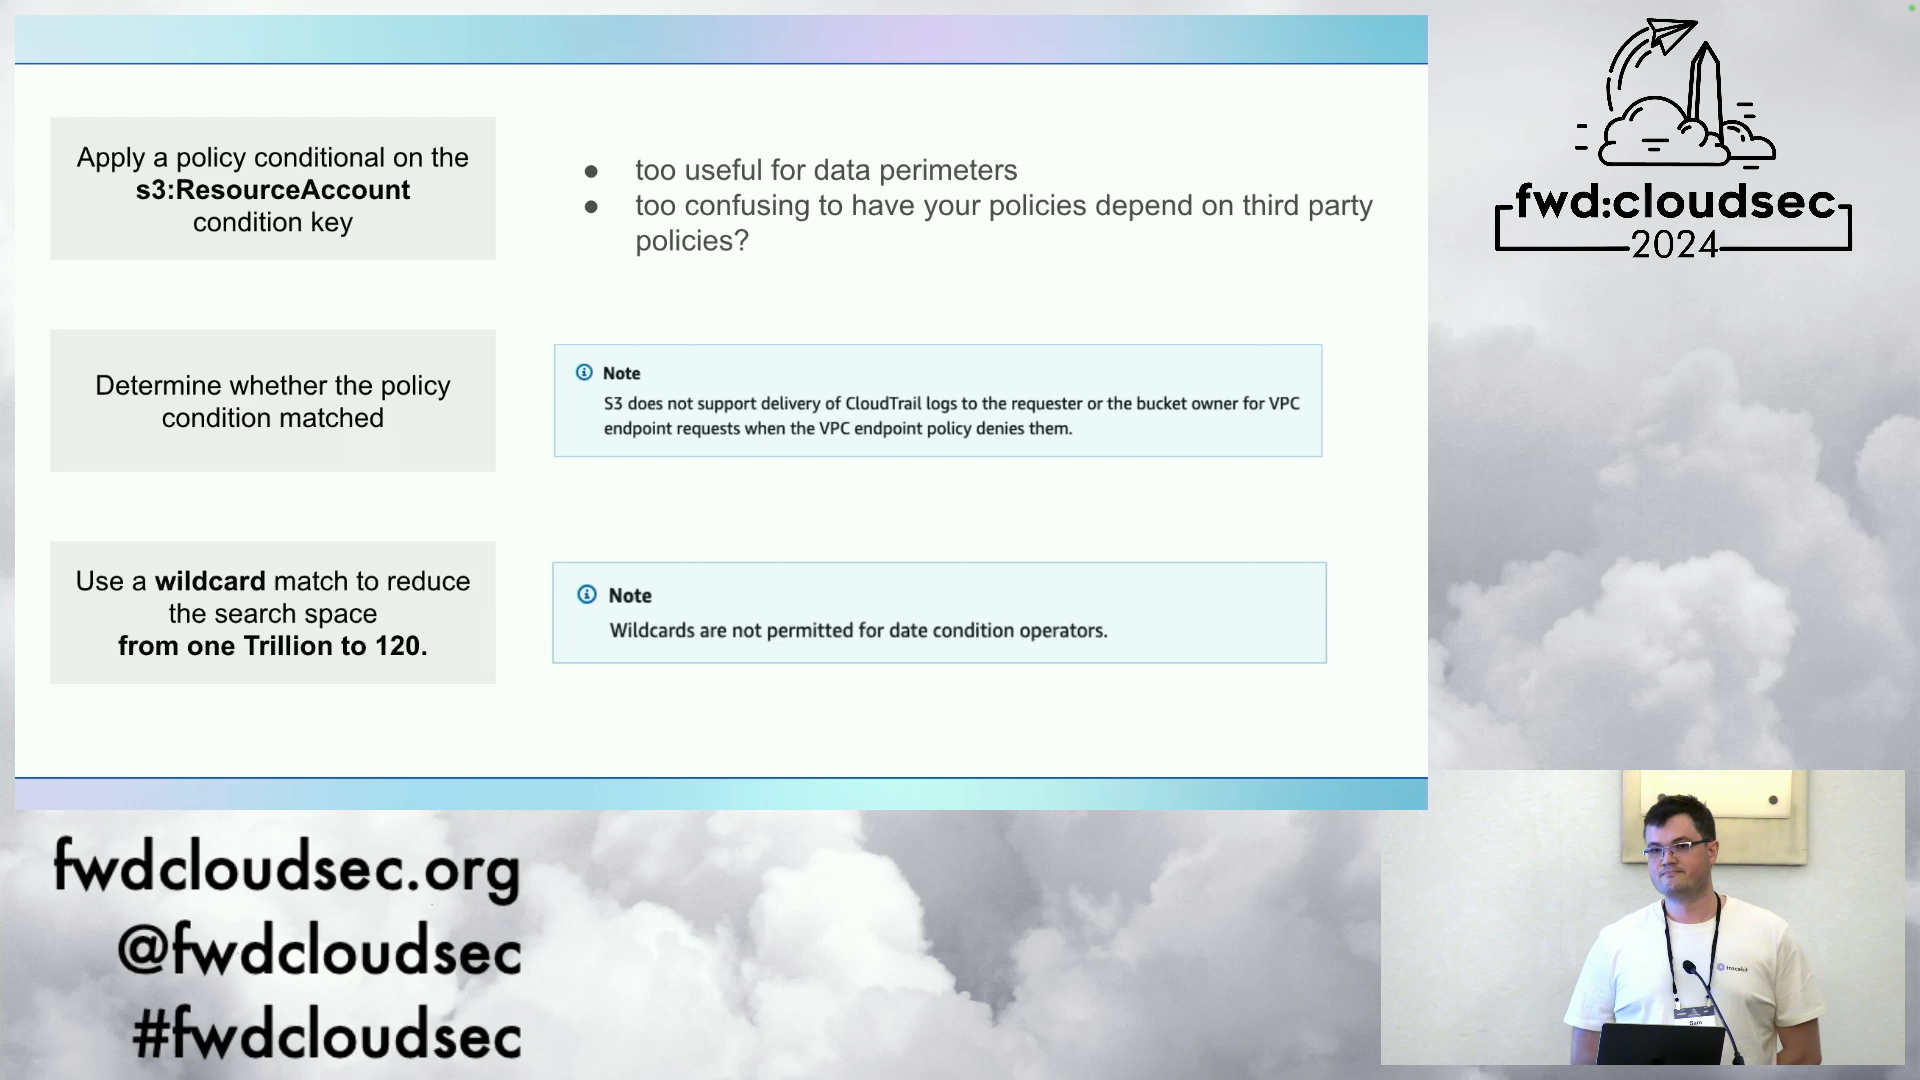 Apply a policy conditional on the
s3:ResourceAccount
condition key
● too useful for data perimeters
● too confusing to have your policies depend on third party
policies?
Determine whether the policy
condition matched
Note
S3 does not support delivery of CloudTrail logs to the requester or the bucket owner for VPC
endpoint requests when the VPC endpoint policy denies them.
Use a wildcard match to reduce
the search space
from one Trillion to 120.
Note
Wildcards are not permitted for date condition operators.
fwd:cloudsec
2024
fwdcloudsec.org
@fwdcloudsec
#fwdcloudsec
tracebit
Sam